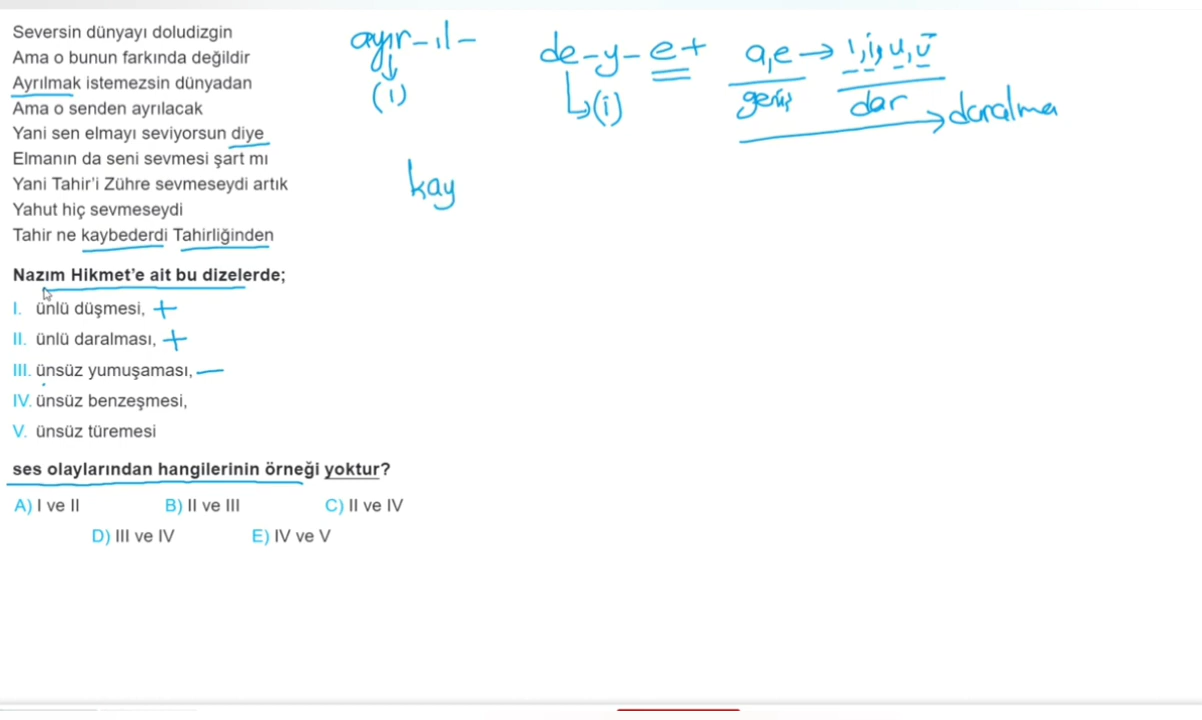 Seversin dünyayı doludizgin
Ama o bunun farkında değildir
Ayrılmak istemezsin dünyadan
Ama o senden ayrılacak
Yani sen elmayı seviyorsun diye
Elmanın da seni sevmesi şart mı
Yani Tahir'i Zühre sevmeseydi artık
Yahut hiç sevmeseydi
Tahir ne kaybederdi Tahirliğinden
Nazım Hikmet'e ait bu dizelerde;
I. ünlü düşmesi, +
II. ünlü daralması, +
III. ünsüz yumuşaması, —
IV. ünsüz benzeşmesi,
V. ünsüz türemesi
ses olaylarından hangilerinin örneği yoktur?
A) I ve II B) II ve III C) II ve IV
D) III ve IV E) IV ve V
ayır-ıl-
(ı)
de-y-e+
(i)
a,e→ ı,i,u,ü
geniş dar → daralma
kay